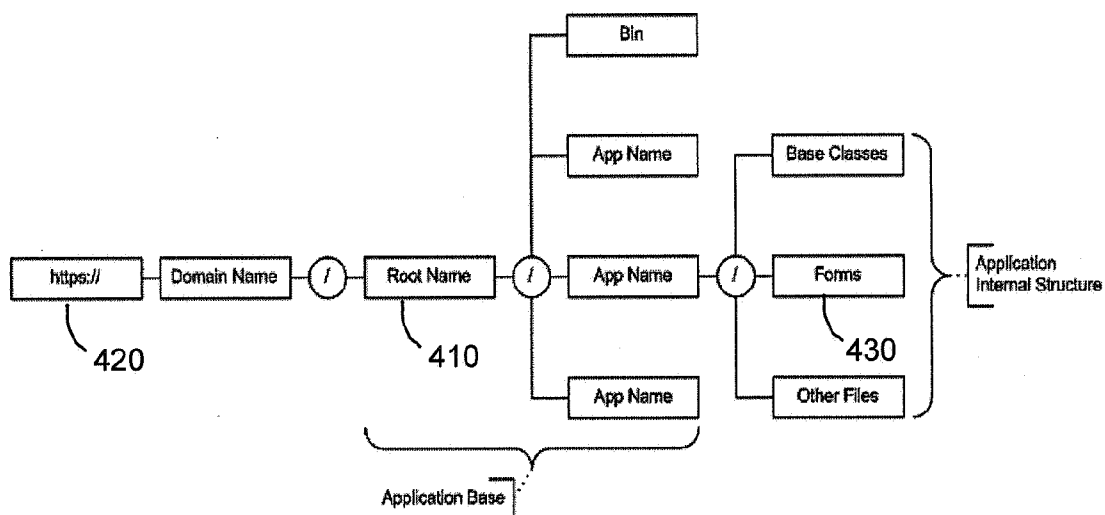 Bin
App Name
Base Classes
https://
Domain Name
/
Root Name
/
App Name
/
Forms
Application
Internal Structure
420
410
430
App Name
Other Files
Application Base